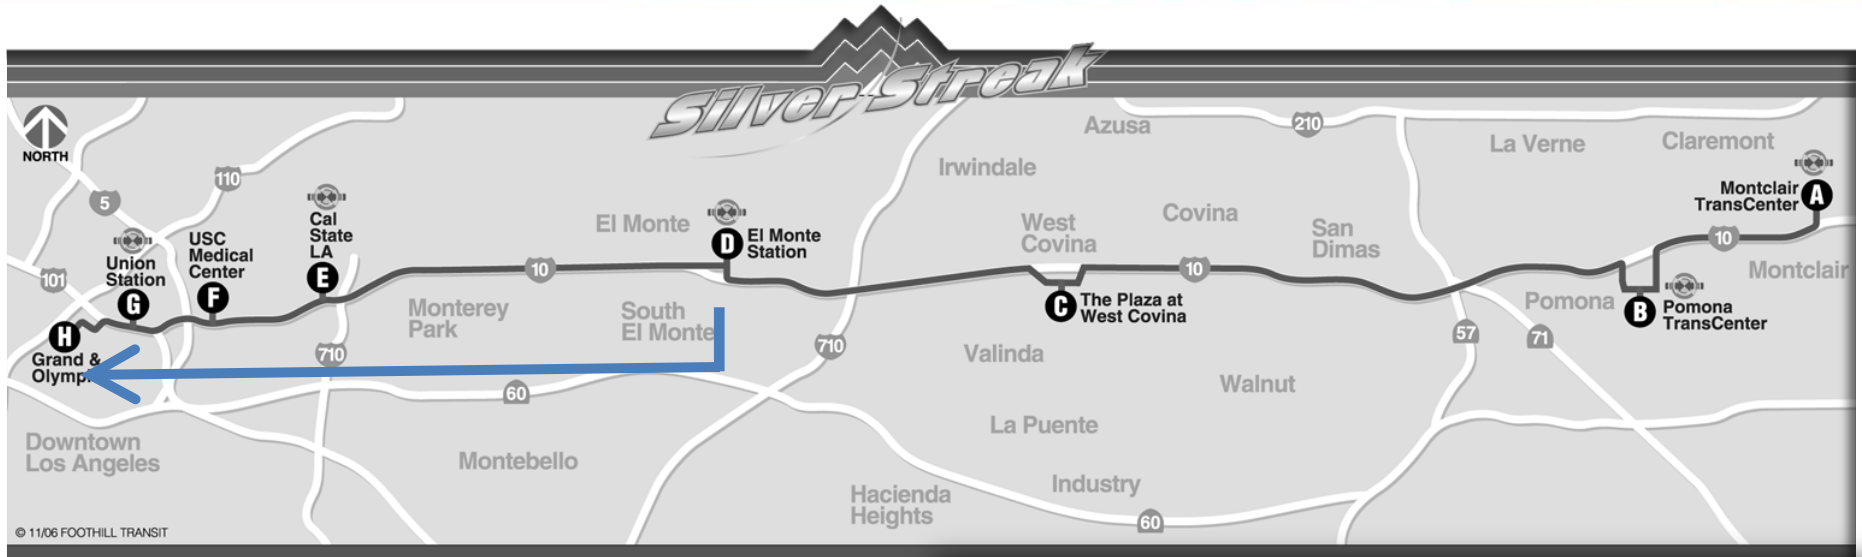 Silver Streak
NORTH
5
110
101
Union
Station
G
USC
Medical
Center
F
Cal
State
LA
E
H
Grand &
Downtown
Los Angeles
710
60
10
Monterey
Park
Montebello
El Monte
D
El Monte
Station
South
El Monte
710
Irwindale
Azusa
West
Covina
C
The Plaza at
West Covina
Covina
10
San
Dimas
210
La Verne
Claremont
Montclair
TransCenter
A
10
Montclair
Pomona
B
Pomona
TransCenter
57
71
Valinda
Walnut
La Puente
Industry
Hacienda
Heights
60
© 11/06 FOOTHILL TRANSIT